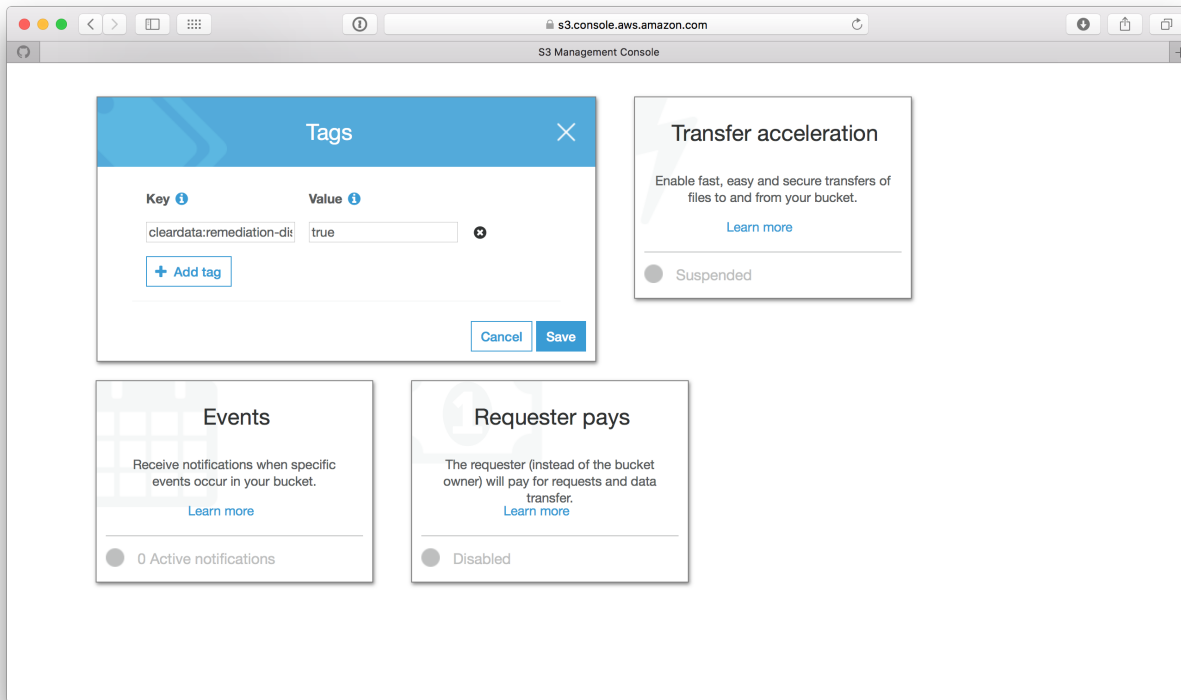 s3.console.aws.amazon.com
S3 Management Console
Tags
Key
Value
cleardata:remediation-dis
true
Add tag
Cancel Save
Transfer acceleration
Enable fast, easy and secure transfers of
files to and from your bucket.
Learn more
Suspended
Events
Receive notifications when specific
events occur in your bucket.
Learn more
0 Active notifications
Requester pays
The requester (instead of the bucket
owner) will pay for requests and data
transfer.
Learn more
Disabled